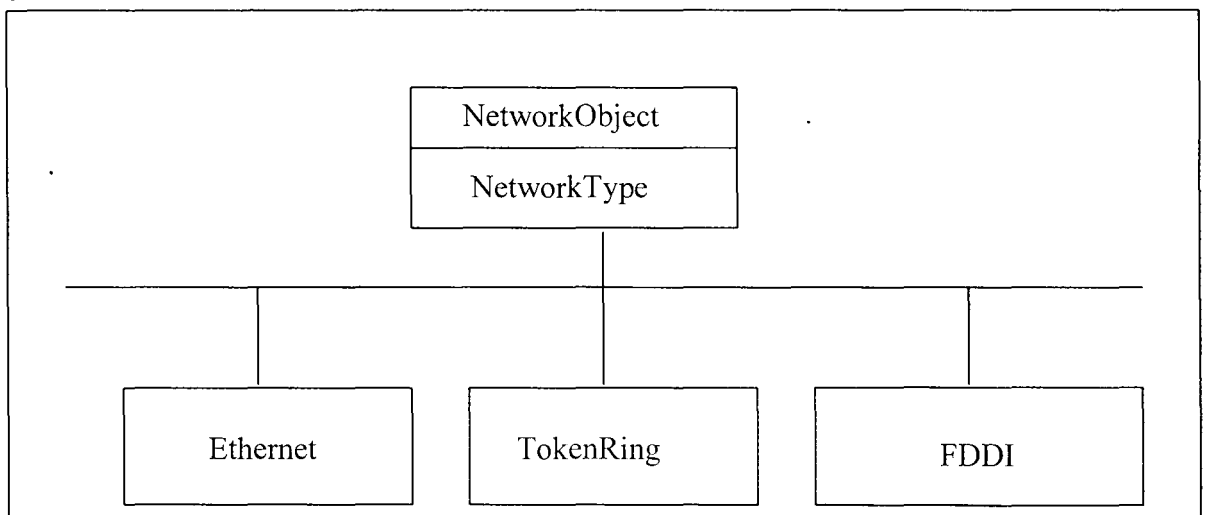 NetworkObject
NetworkType
Ethernet
TokenRing
FDDI